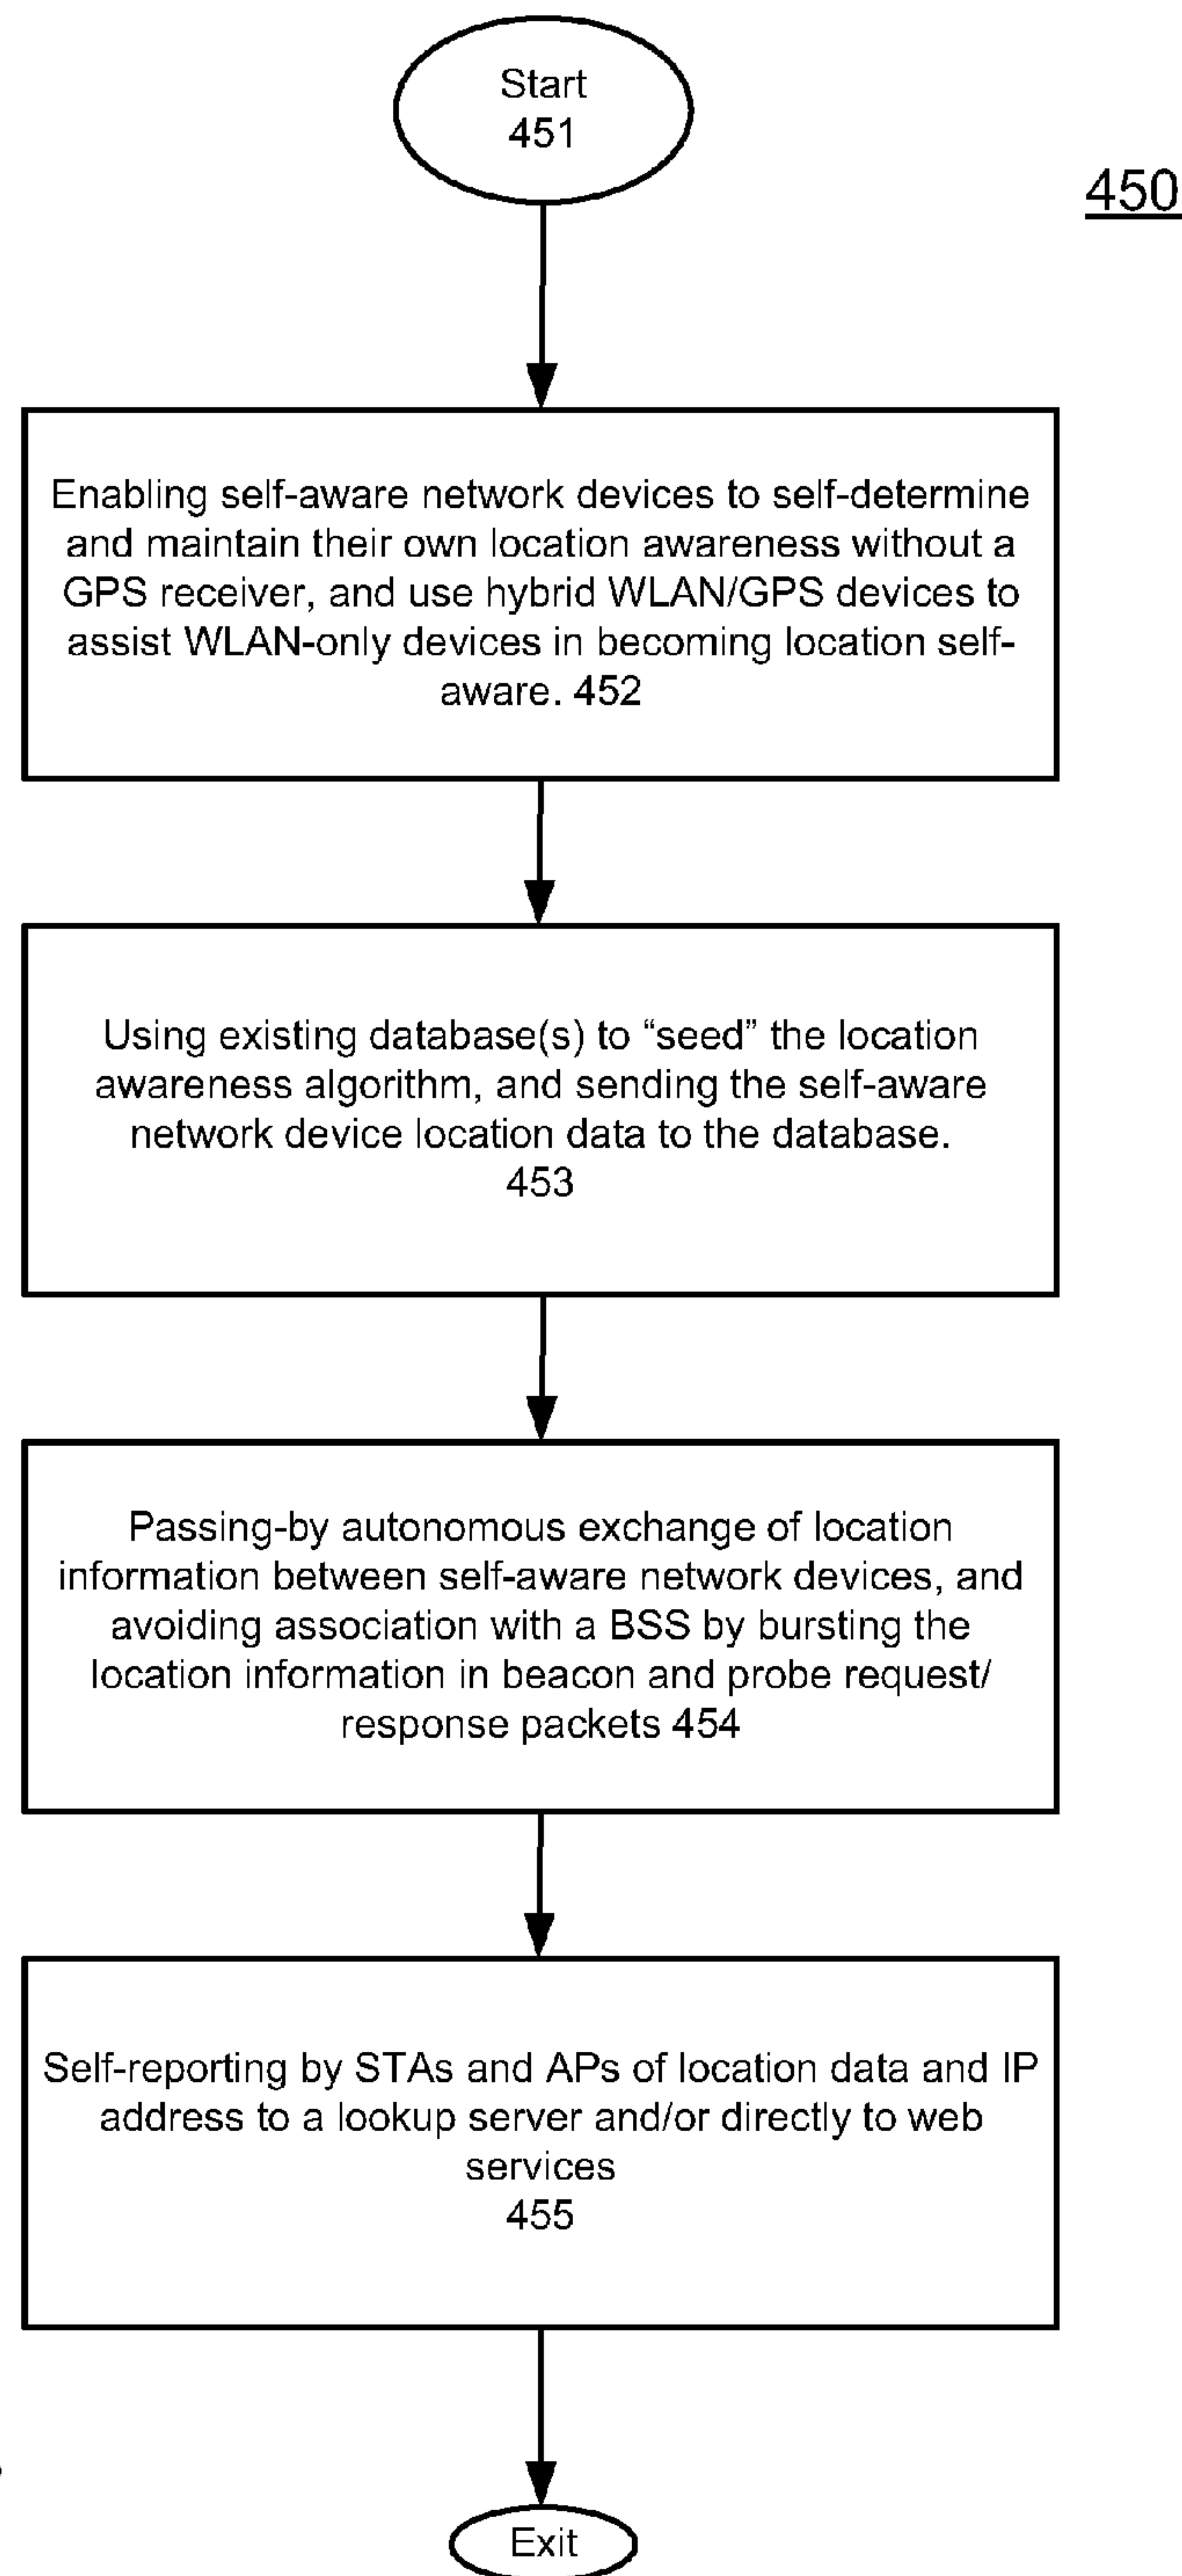 Start
451
450
Enabling self-aware network devices to self-determine
and maintain their own location awareness without a
GPS receiver, and use hybrid WLAN/GPS devices to
assist WLAN-only devices in becoming location self-
aware. 452
Using existing database(s) to “seed” the location
awareness algorithm, and sending the self-aware
network device location data to the database.
453
Passing-by autonomous exchange of location
information between self-aware network devices, and
avoiding association with a BSS by bursting the
location information in beacon and probe request/
response packets 454
Self-reporting by STAs and APs of location data and IP
address to a lookup server and/or directly to web
services
455
Exit